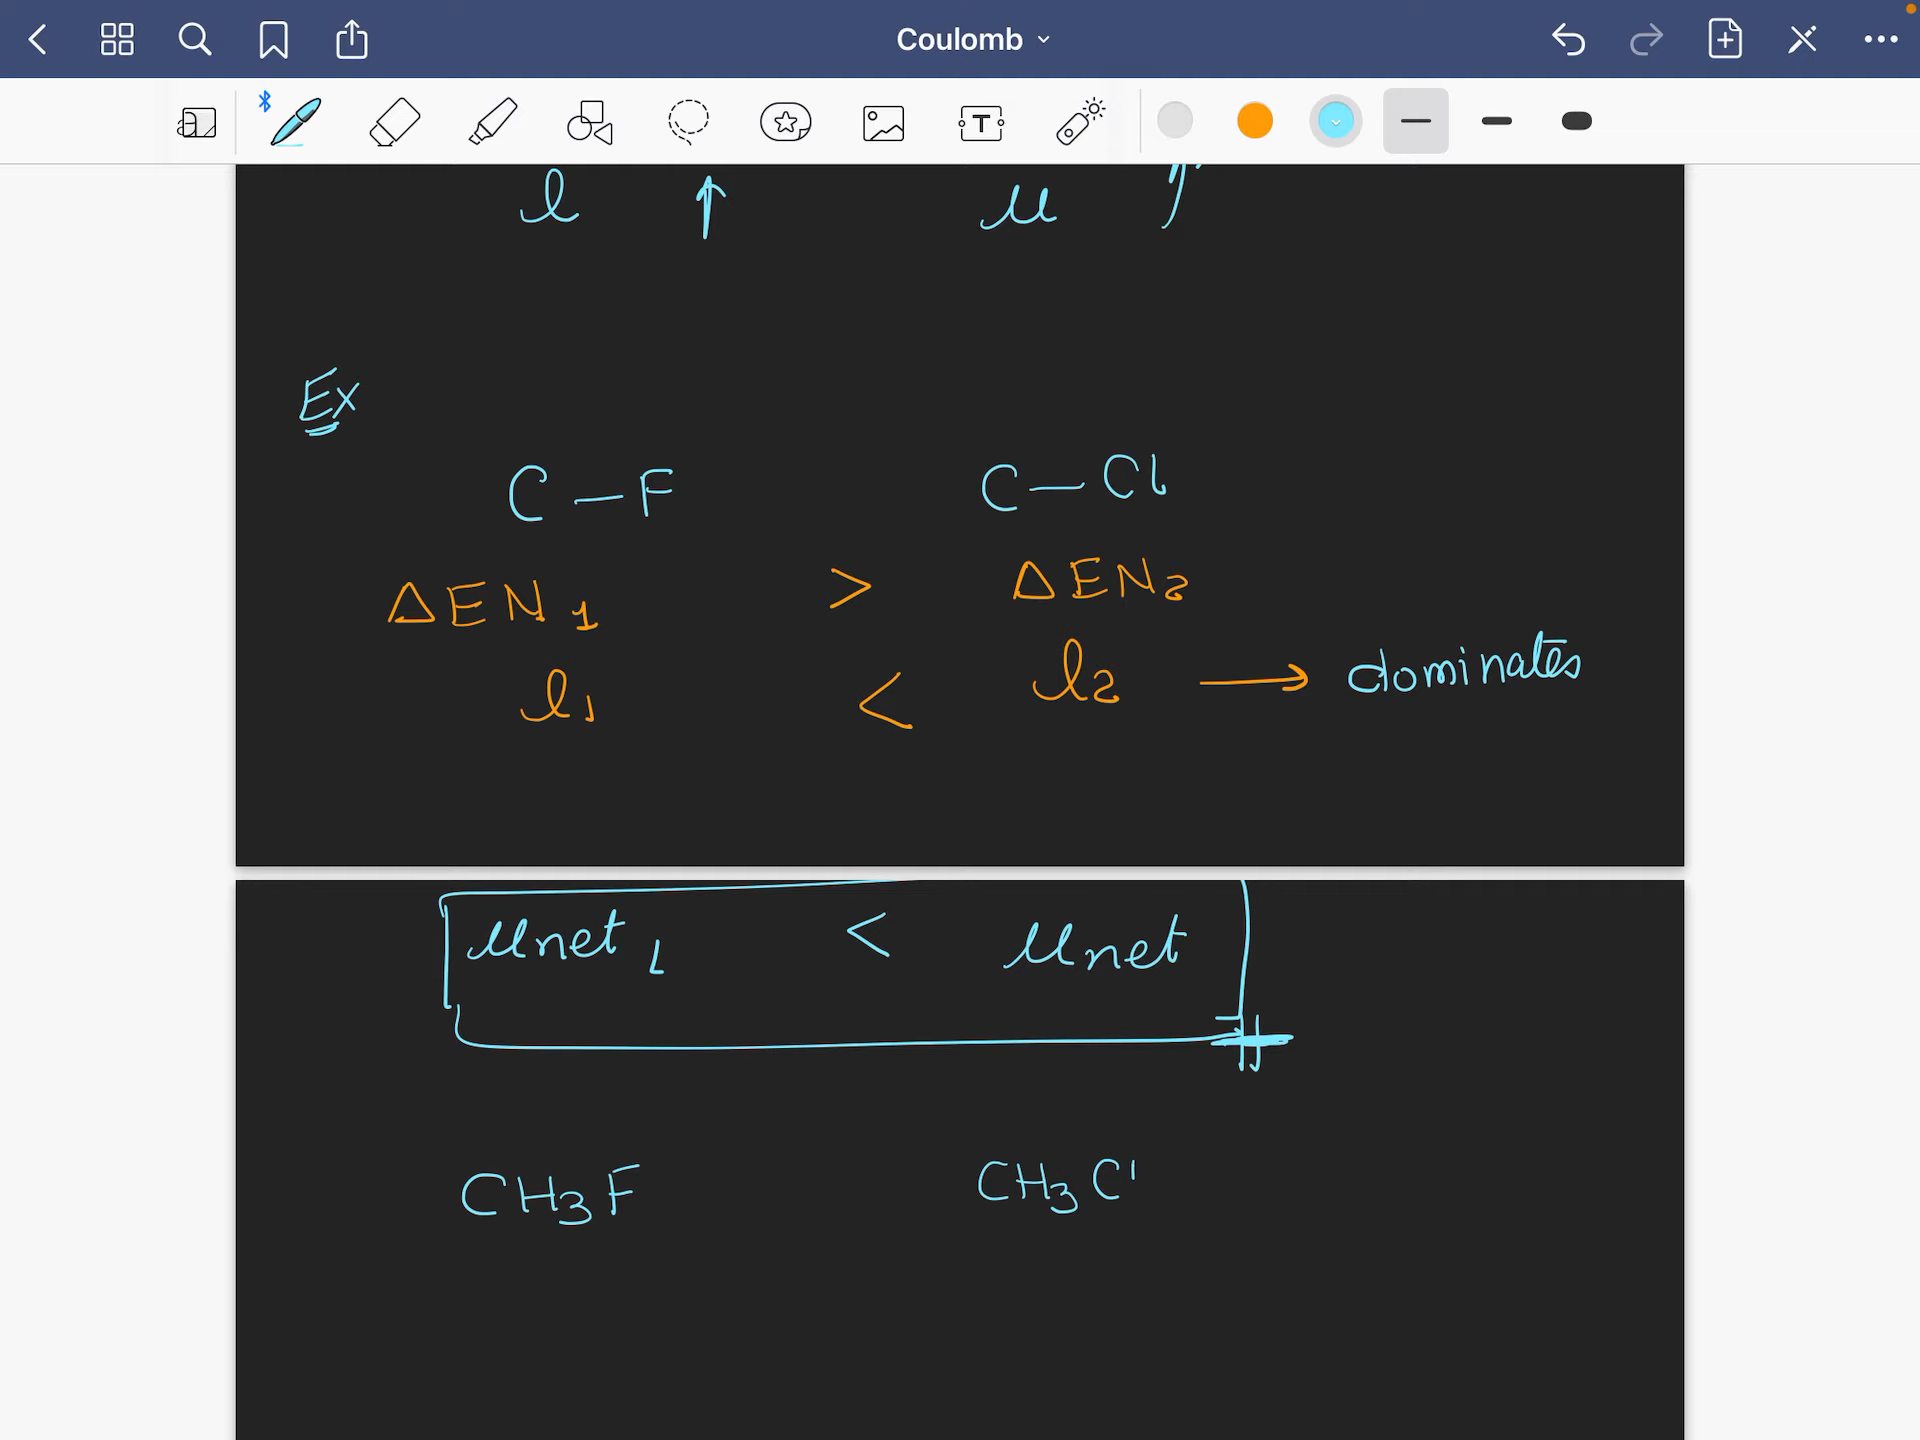 Coulomb
T
l ↑ μ ↑
Ex
C — F C — Cl
ΔEN1 > ΔEN2
l1 < l2 → dominates
μnet1 < μnet
CH3F CH3Cl